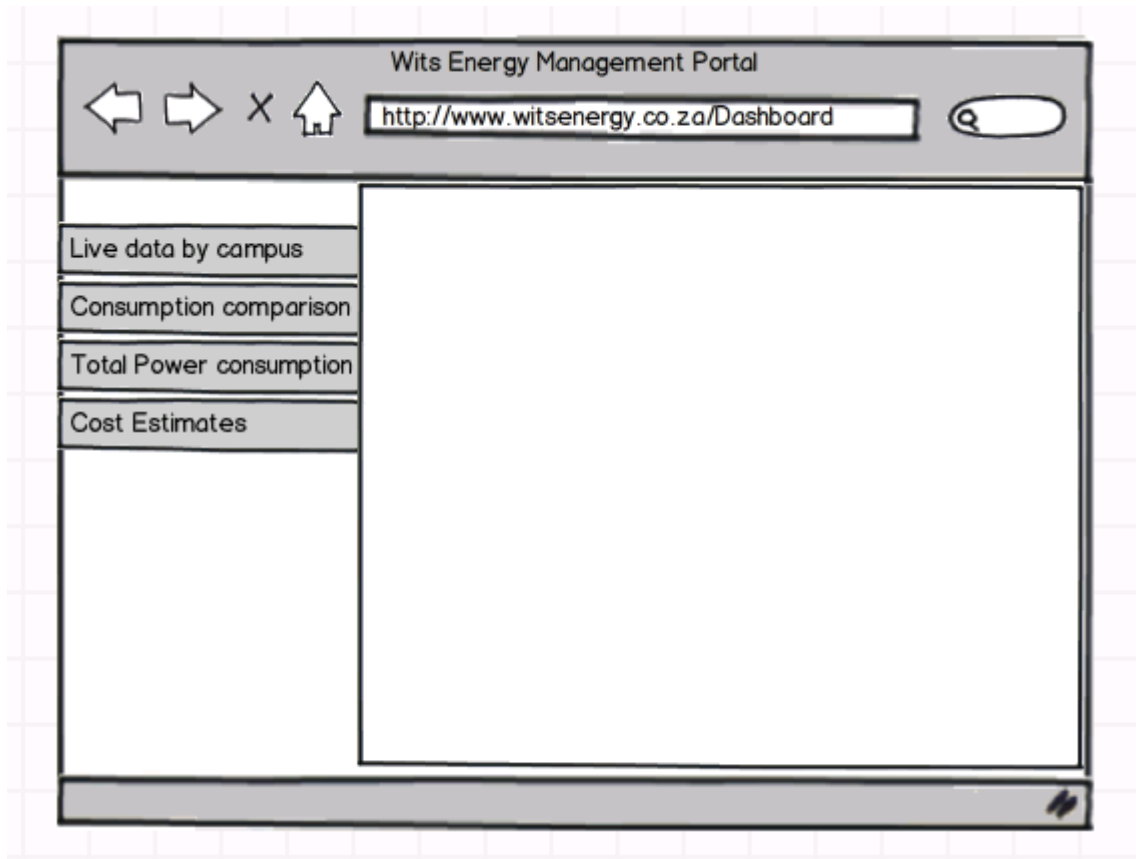 Wits Energy Management Portal
http://www.witsenergy.co.za/Dashboard
Live data by campus
Consumption comparison
Total Power consumption
Cost Estimates